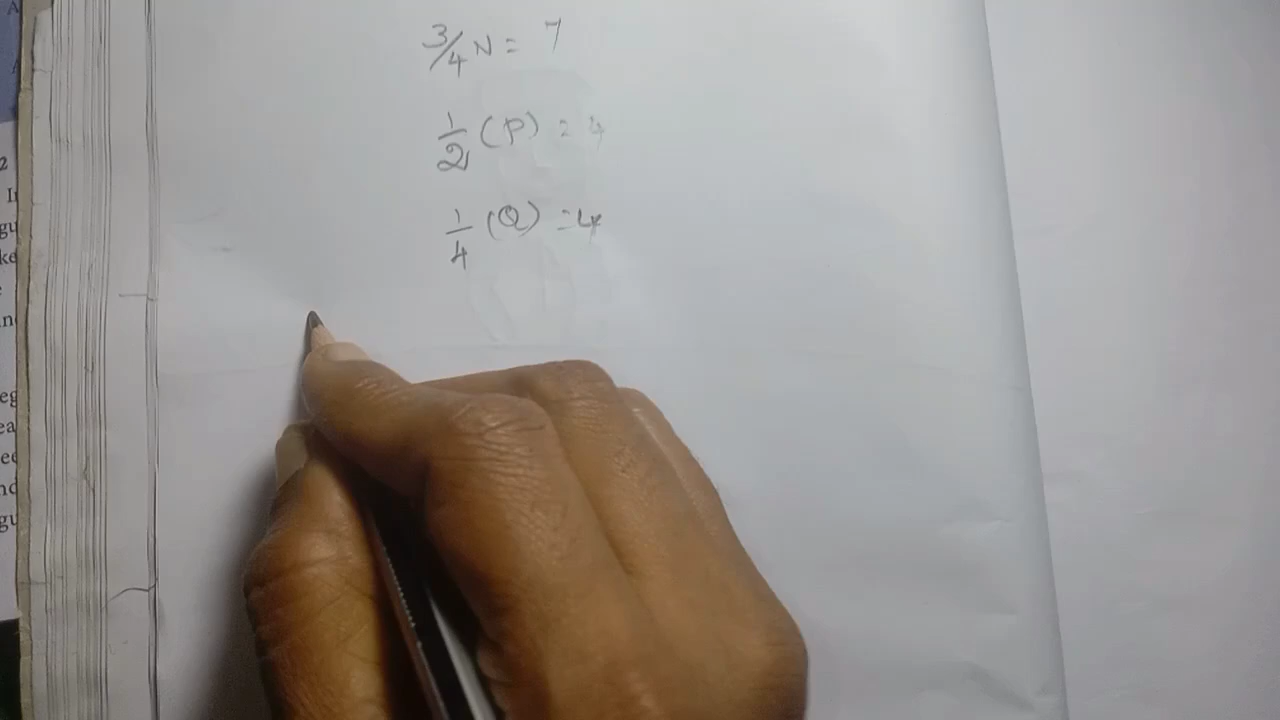 3/4 N = 7
1/2 (P) = 4
1/4 (Q) = 4